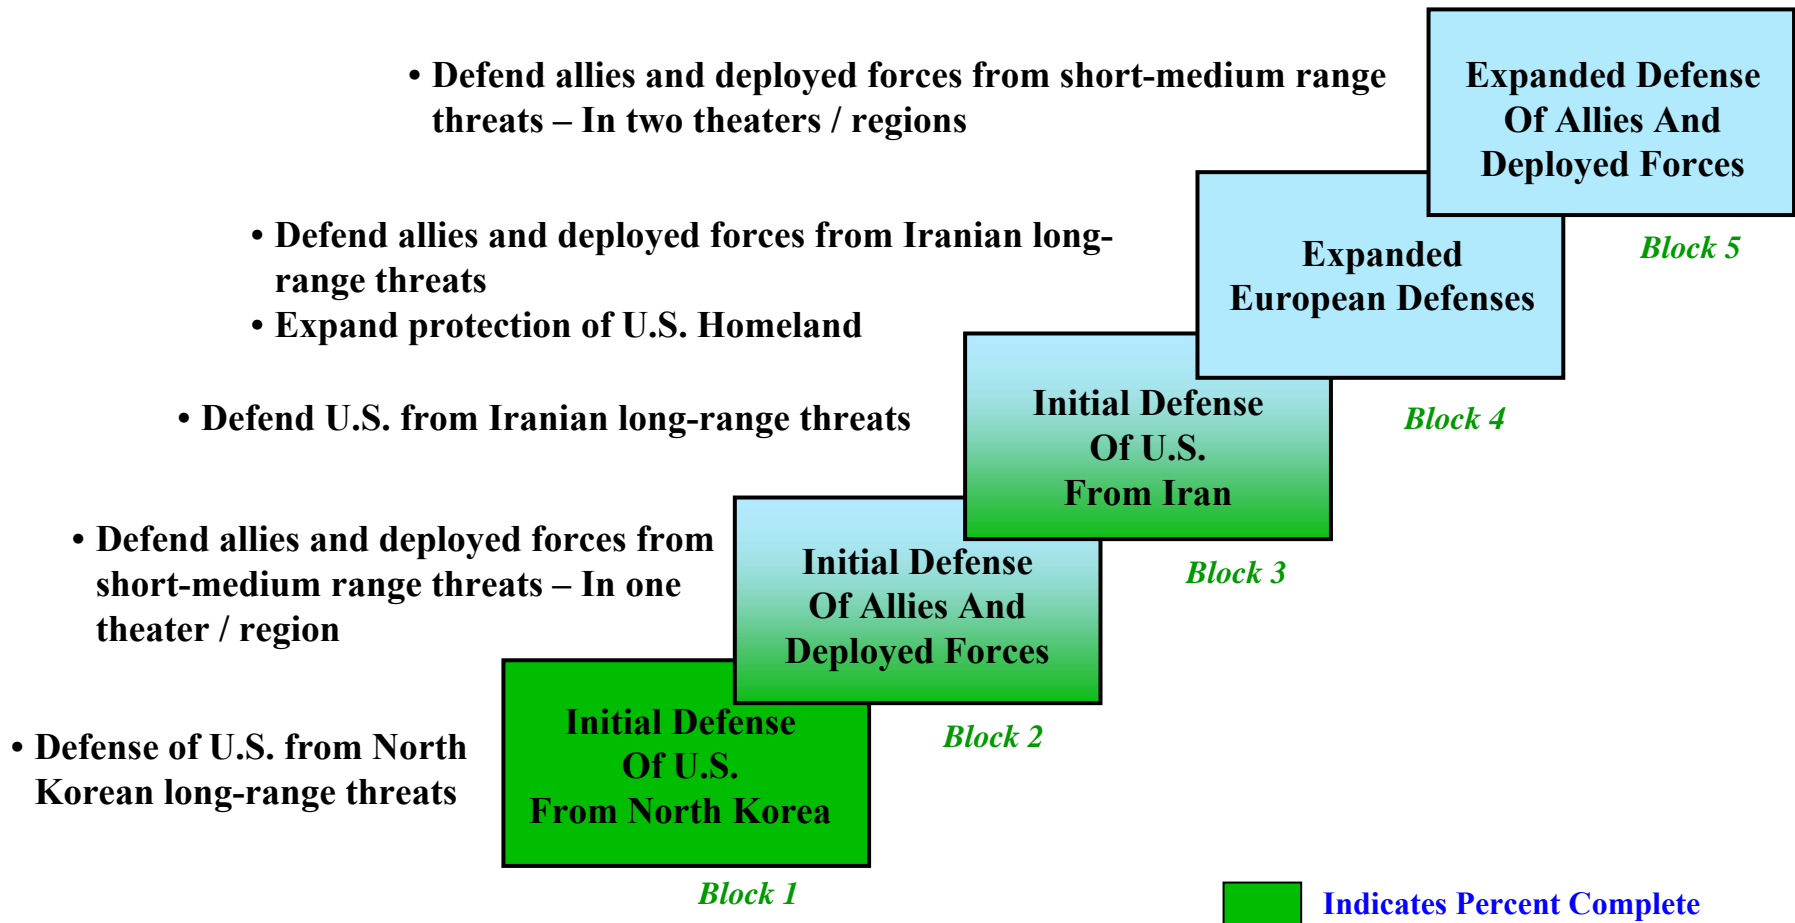 • Defend allies and deployed forces from short-medium range
threats – In two theaters / regions
Expanded Defense
Of Allies And
Deployed Forces
Block 5
• Defend allies and deployed forces from Iranian long-
range threats
• Expand protection of U.S. Homeland
Expanded
European Defenses
Block 4
• Defend U.S. from Iranian long-range threats
Initial Defense
Of U.S.
From Iran
Block 3
• Defend allies and deployed forces from
short-medium range threats – In one
theater / region
Initial Defense
Of Allies And
Deployed Forces
Block 2
• Defense of U.S. from North
Korean long-range threats
Initial Defense
Of U.S.
From North Korea
Block 1
Indicates Percent Complete